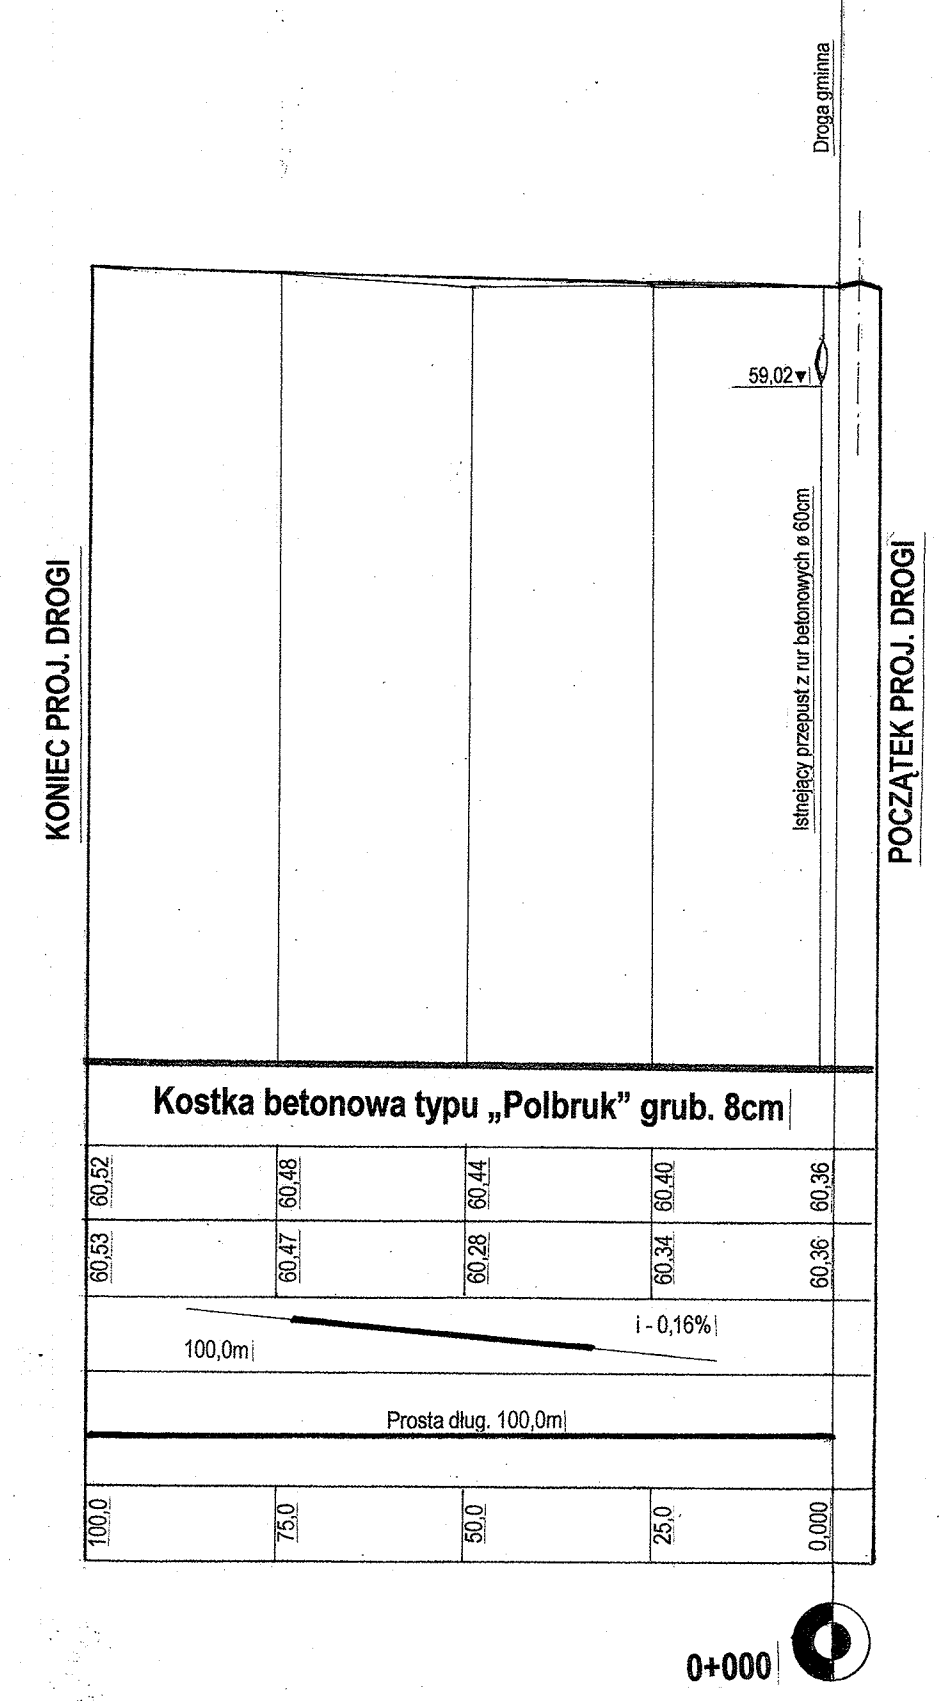 Droga gminna
59,02
Istnejący przepust z rur betonowych ø 60cm
KONIEC PROJ. DROGI
POCZĄTEK PROJ. DROGI
Kostka betonowa typu „Polbruk” grub. 8cm
60,52 60,48 60,44 60,40 60,36
60,53 60,47 60,28 60,34 60,36
i - 0,16%
100,0m
Prosta dług. 100,0m
100,0 75,0 50,0 25,0 0,000
0+000